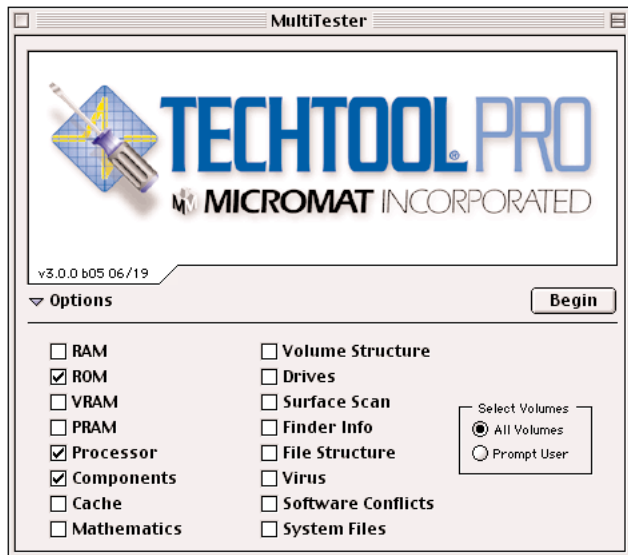 MultiTester
TECHTOOL® PRO
MICROMAT INCORPORATED
v3.0.0 b05 06/19
Options
Begin
RAM
ROM
VRAM
PRAM
Processor
Components
Cache
Mathematics
Volume Structure
Drives
Surface Scan
Finder Info
File Structure
Virus
Software Conflicts
System Files
Select Volumes
All Volumes
Prompt User